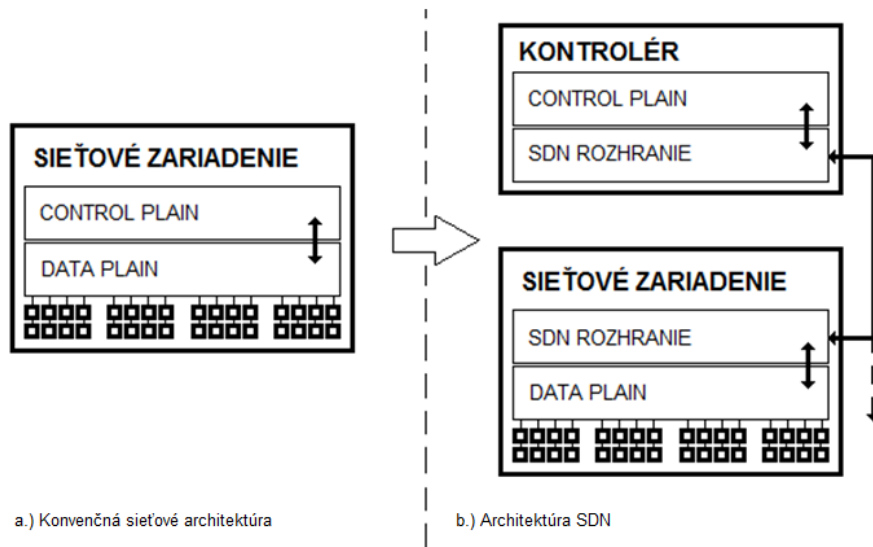 SIEŤOVÉ ZARIADENIE
CONTROL PLAIN
DATA PLAIN
a.) Konvenčná sieťové architektúra
KONTROLÉR
CONTROL PLAIN
SDN ROZHRANIE
SIEŤOVÉ ZARIADENIE
SDN ROZHRANIE
DATA PLAIN
b.) Architektúra SDN